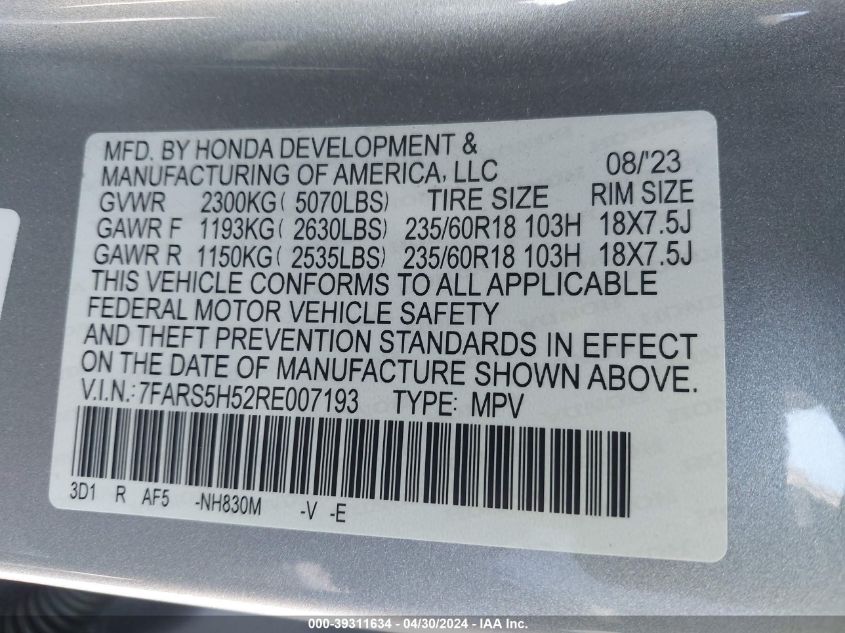 MFD. BY HONDA DEVELOPMENT &
MANUFACTURING OF AMERICA, LLC 08/'23
GVWR 2300KG( 5070LBS) TIRE SIZE RIM SIZE
GAWR F 1193KG( 2630LBS) 235/60R18 103H 18X7.5J
GAWR R 1150KG( 2535LBS) 235/60R18 103H 18X7.5J
THIS VEHICLE CONFORMS TO ALL APPLICABLE
FEDERAL MOTOR VEHICLE SAFETY
AND THEFT PREVENTION STANDARDS IN EFFECT
ON THE DATE OF MANUFACTURE SHOWN ABOVE.
V.I.N.:7FARS5H52RE007193 TYPE: MPV
3D1 R AF5 -NH830M -V -E
000-39311634 - 04/30/2024 - IAA Inc.